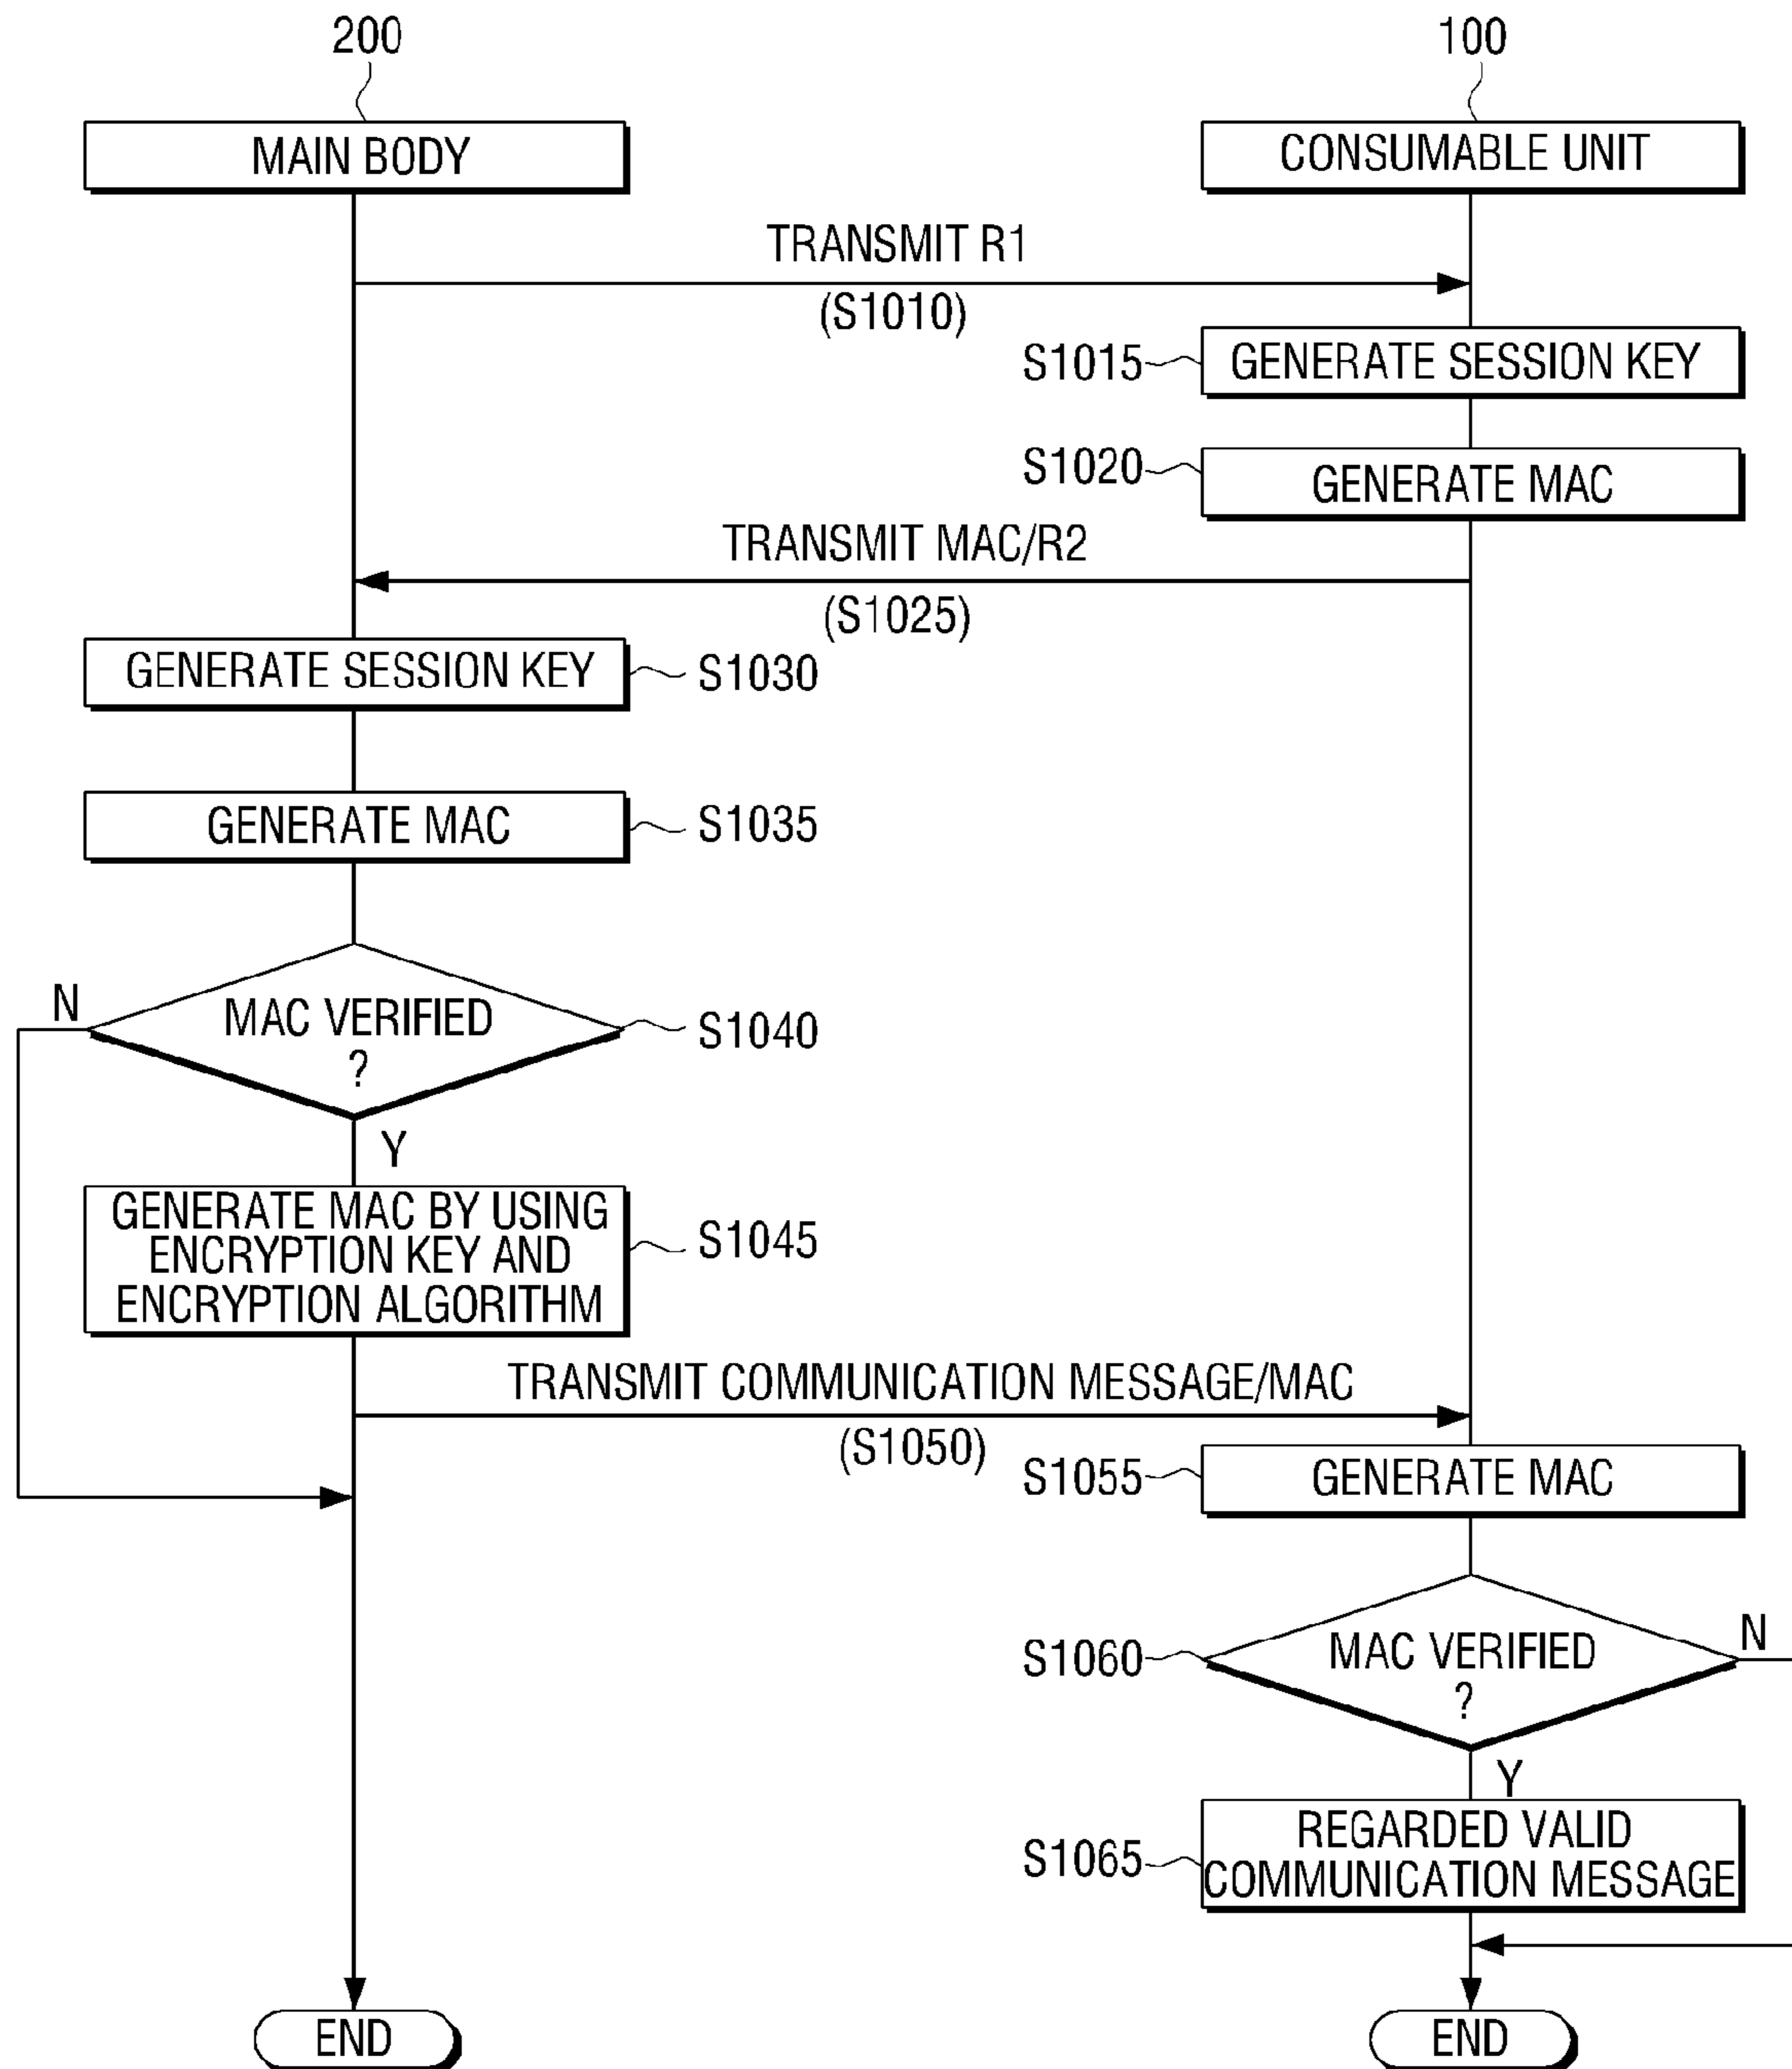 200
100
MAIN BODY
CONSUMABLE UNIT
TRANSMIT R1
(S1010)
S1015
GENERATE SESSION KEY
S1020
GENERATE MAC
TRANSMIT MAC/R2
(S1025)
GENERATE SESSION KEY
S1030
GENERATE MAC
S1035
N
MAC VERIFIED
?
S1040
Y
GENERATE MAC BY USING
ENCRYPTION KEY AND
ENCRYPTION ALGORITHM
S1045
TRANSMIT COMMUNICATION MESSAGE/MAC
(S1050)
S1055
GENERATE MAC
S1060
MAC VERIFIED
?
N
Y
S1065
REGARDED VALID
COMMUNICATION MESSAGE
END
END